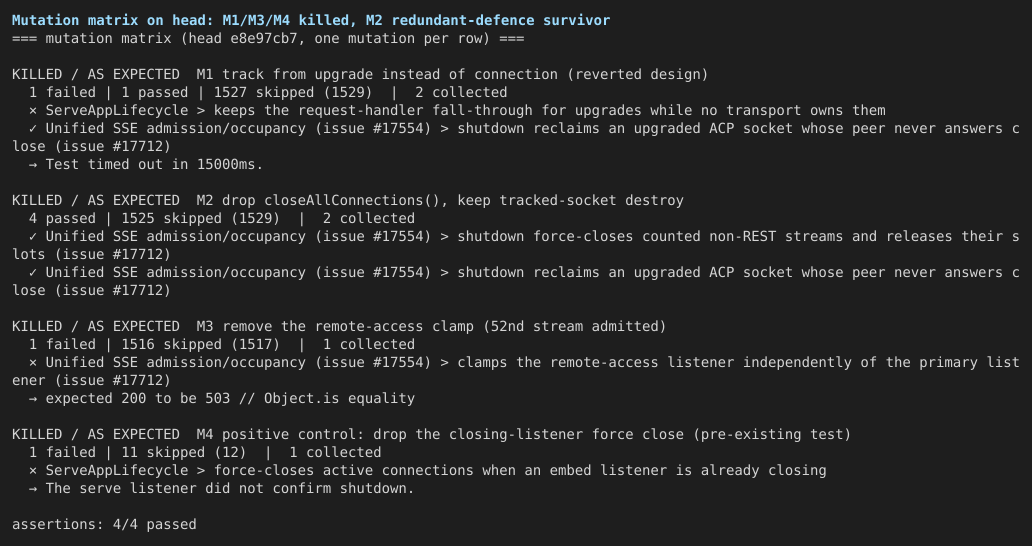 Mutation matrix on head: M1/M3/M4 killed, M2 redundant-defence survivor
=== mutation matrix (head e8e97cb7, one mutation per row) ===
KILLED / AS EXPECTED  M1 track from upgrade instead of connection (reverted design)
1 failed | 1 passed | 1527 skipped (1529)  |  2 collected
× ServeAppLifecycle > keeps the request-handler fall-through for upgrades while no transport owns them
✓ Unified SSE admission/occupancy (issue #17554) > shutdown reclaims an upgraded ACP socket whose peer never answers c
lose (issue #17712)
→ Test timed out in 15000ms.
KILLED / AS EXPECTED  M2 drop closeAllConnections(), keep tracked-socket destroy
4 passed | 1525 skipped (1529)  |  2 collected
✓ Unified SSE admission/occupancy (issue #17554) > shutdown force-closes counted non-REST streams and releases their s
lots (issue #17712)
✓ Unified SSE admission/occupancy (issue #17554) > shutdown reclaims an upgraded ACP socket whose peer never answers c
lose (issue #17712)
KILLED / AS EXPECTED  M3 remove the remote-access clamp (52nd stream admitted)
1 failed | 1516 skipped (1517)  |  1 collected
× Unified SSE admission/occupancy (issue #17554) > clamps the remote-access listener independently of the primary list
ener (issue #17712)
→ expected 200 to be 503 // Object.is equality
KILLED / AS EXPECTED  M4 positive control: drop the closing-listener force close (pre-existing test)
1 failed | 11 skipped (12)  |  1 collected
× ServeAppLifecycle > force-closes active connections when an embed listener is already closing
→ The serve listener did not confirm shutdown.
assertions: 4/4 passed